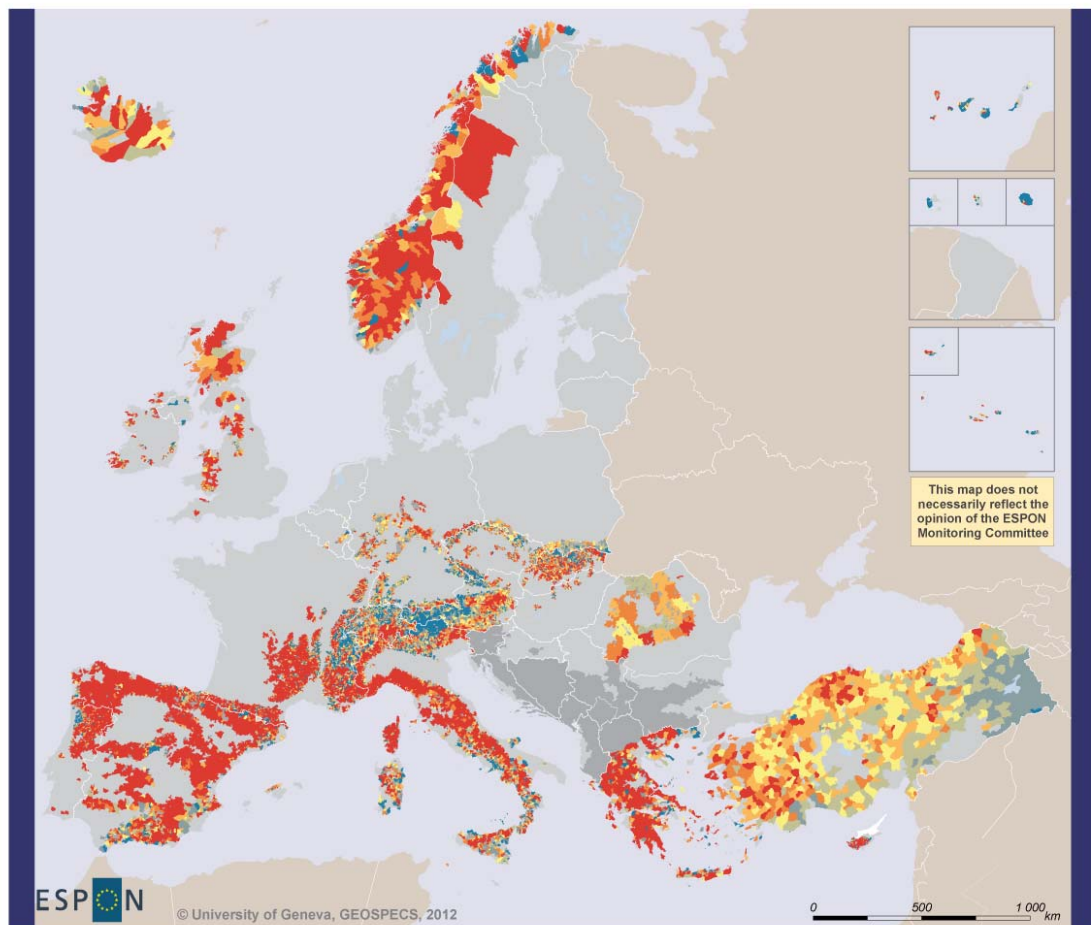 This map does not
necessarily reflect the
opinion of the ESPON
Monitoring Committee
ESPON
© University of Geneva, GEOSPECS, 2012
0 500 1 000
km